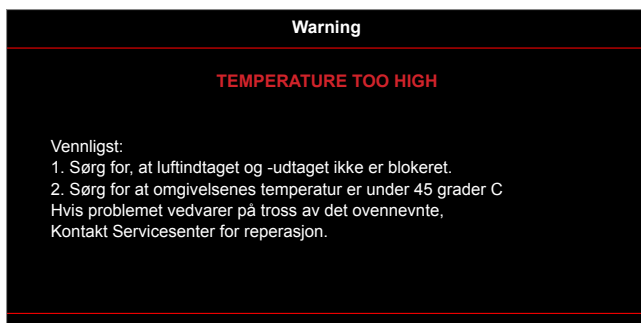 Warning
TEMPERATURE TOO HIGH
Vennligst:
1. Sørg for, at luftindtaget og -udtaget ikke er blokeret.
2. Sørg for at omgivelsenes temperatur er under 45 grader C
Hvis problemet vedvarer på tross av det ovennevnte,
Kontakt Servicesenter for reperasjon.